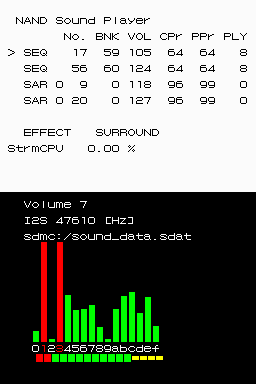 NAND Sound Player
No. BNK VOL CPr PPr PLY
> SEQ 17 59 105 64 64 8
SEQ 56 60 124 64 64 8
SAR 0 9 0 118 96 99 0
SAR 0 20 0 127 96 99 0
EFFECT SURROUND
StrmCPU 0.00 %
Volume 7
I2S 47610 [Hz]
sdmc:/sound_data.sdat
0123456789abcdef